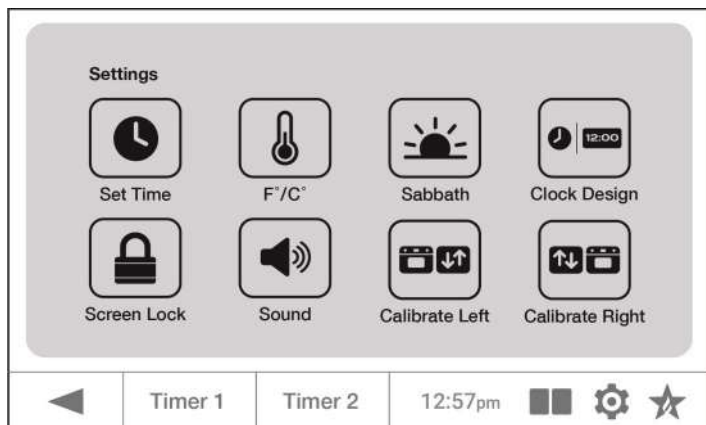 Settings
Set Time
F°/C°
Sabbath
12:00
Clock Design
Screen Lock
Sound
Calibrate Left
Calibrate Right
Timer 1
Timer 2
12:57pm